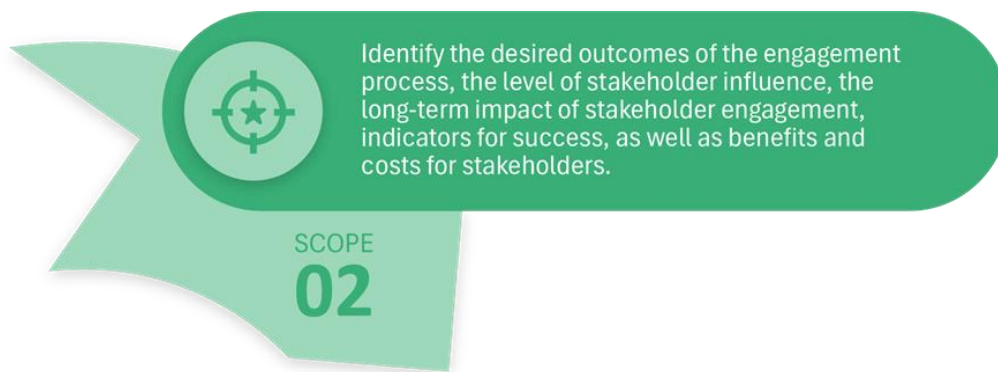 Identify the desired outcomes of the engagement
process, the level of stakeholder influence, the
long-term impact of stakeholder engagement,
indicators for success, as well as benefits and
costs for stakeholders.
SCOPE
02